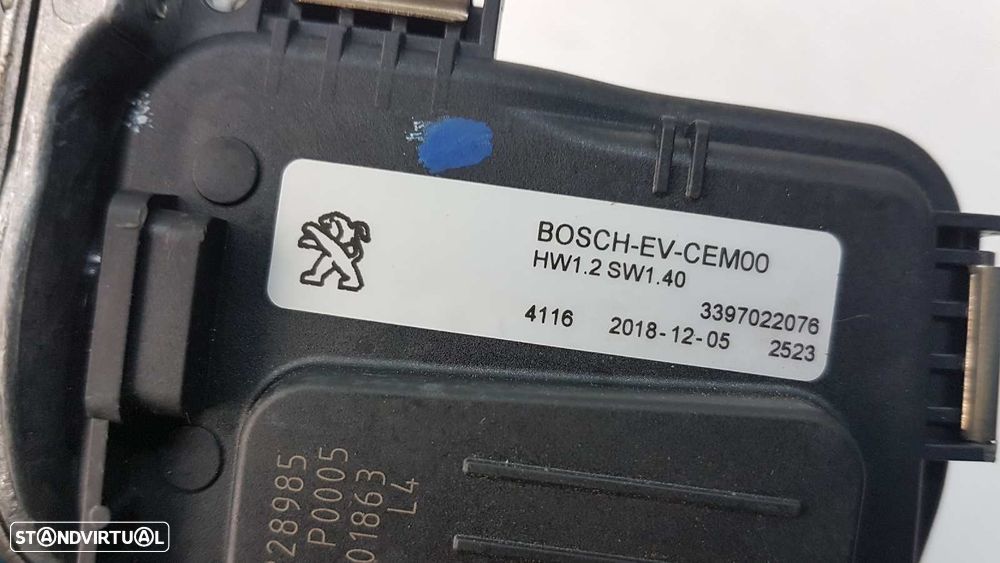 BOSCH-EV-CEM00
HW1.2 SW1.40
3397022076
4116 2018-12-05 2523
28985
P0005
01863
L4
STANDVIRTUAL